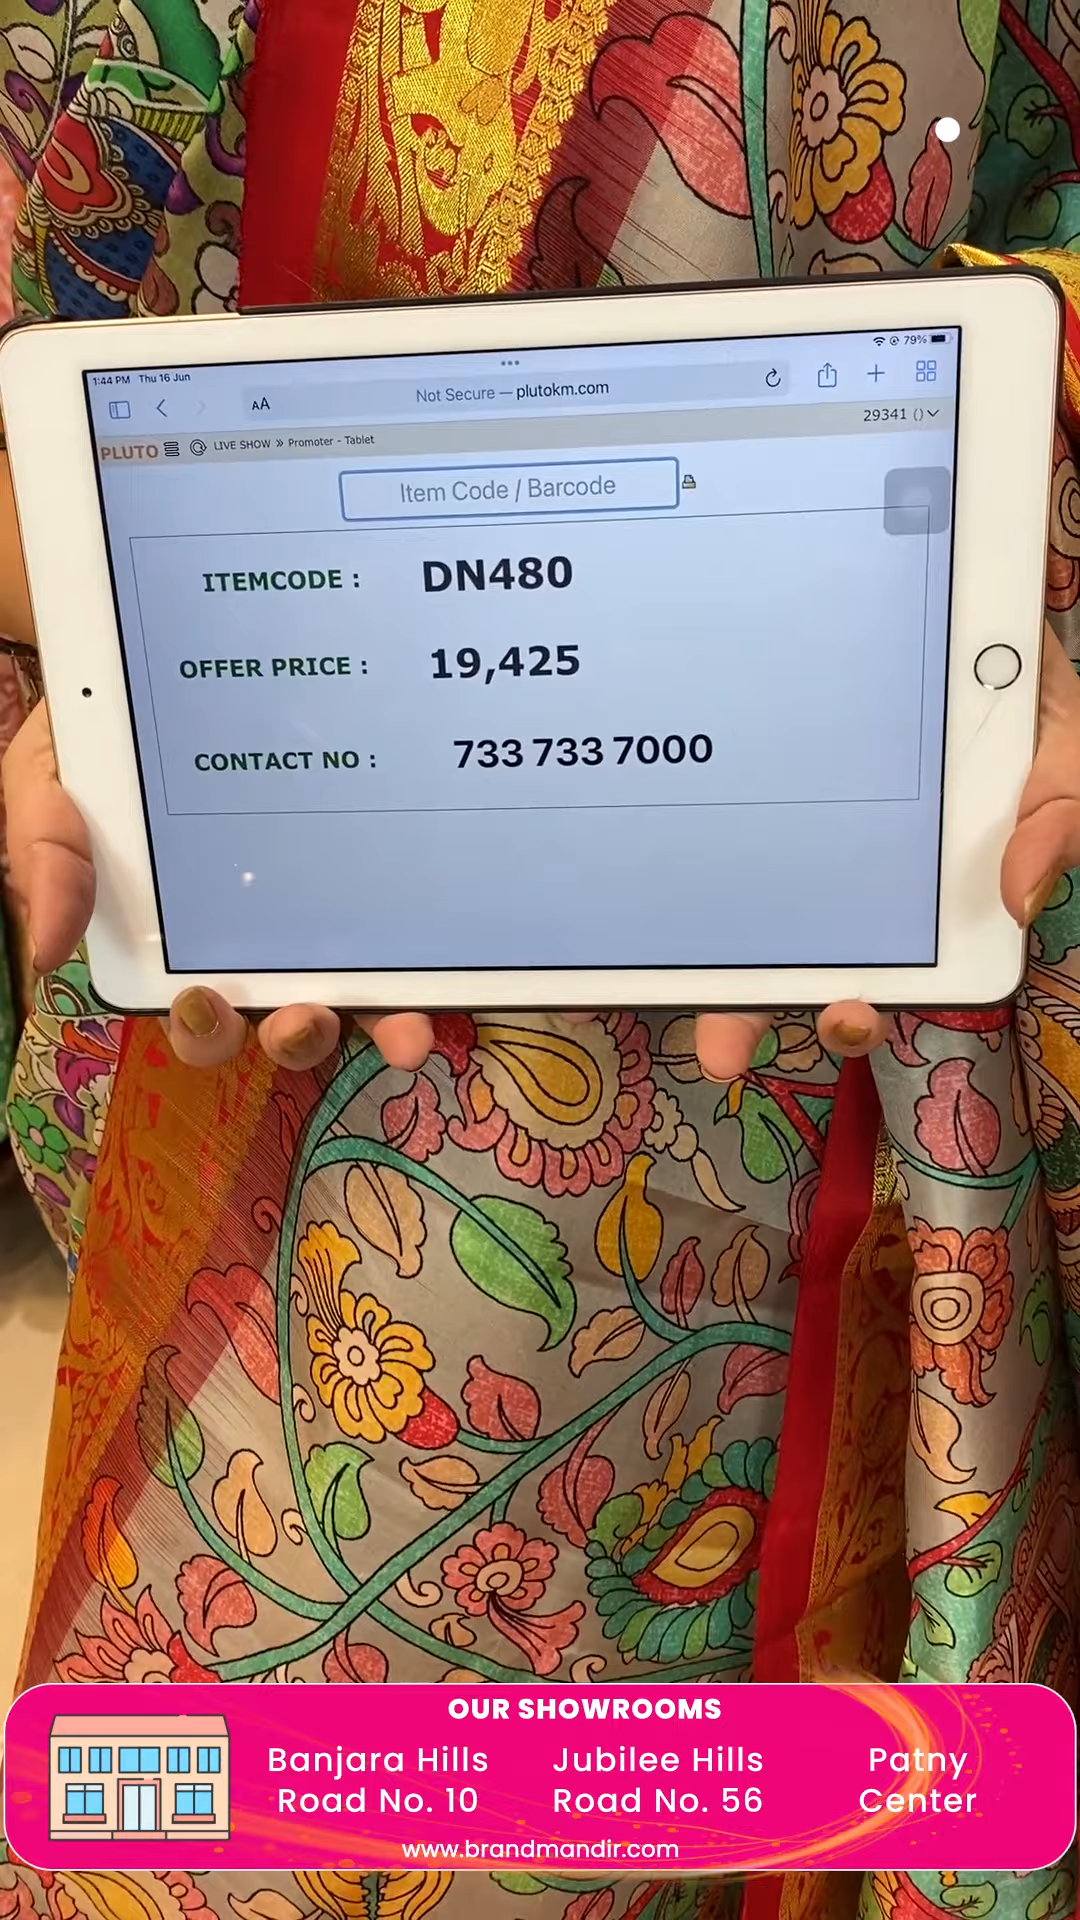 1:44 PM Thu 16 Jun
79%
AA
Not Secure — plutokm.com
29341 ()
PLUTO
LIVE SHOW » Promoter - Tablet
Item Code / Barcode
ITEMCODE : DN480
OFFER PRICE : 19,425
CONTACT NO : 733 733 7000
OUR SHOWROOMS
Banjara Hills
Road No. 10
Jubilee Hills
Road No. 56
Patny
Center
www.brandmandir.com